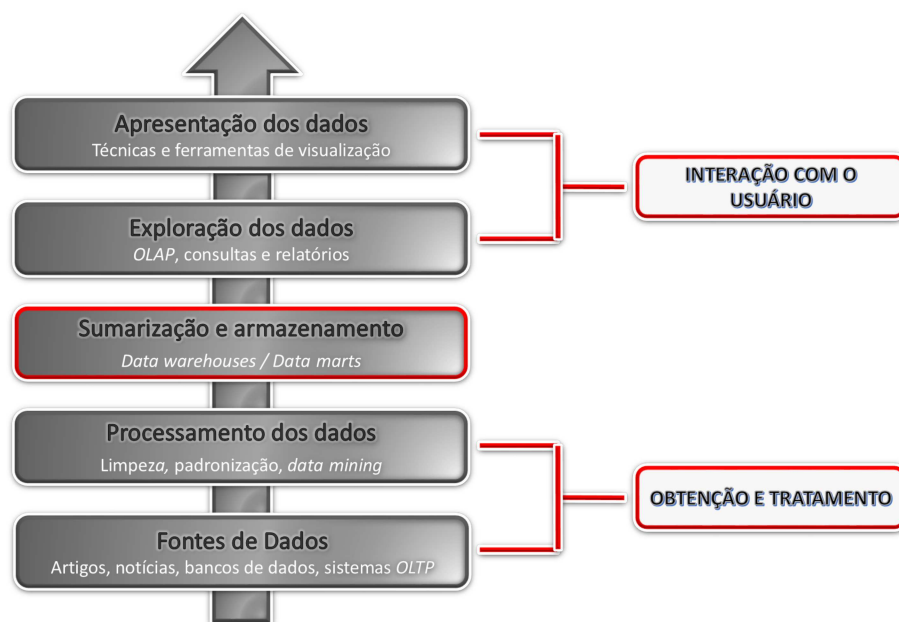 Apresentação dos dados
Técnicas e ferramentas de visualização
Exploração dos dados
OLAP, consultas e relatórios
INTERAÇÃO COM O
USUÁRIO
Sumarização e armazenamento
Data warehouses / Data marts
Processamento dos dados
Limpeza, padronização, data mining
Fontes de Dados
Artigos, notícias, bancos de dados, sistemas OLTP
OBTENÇÃO E TRATAMENTO